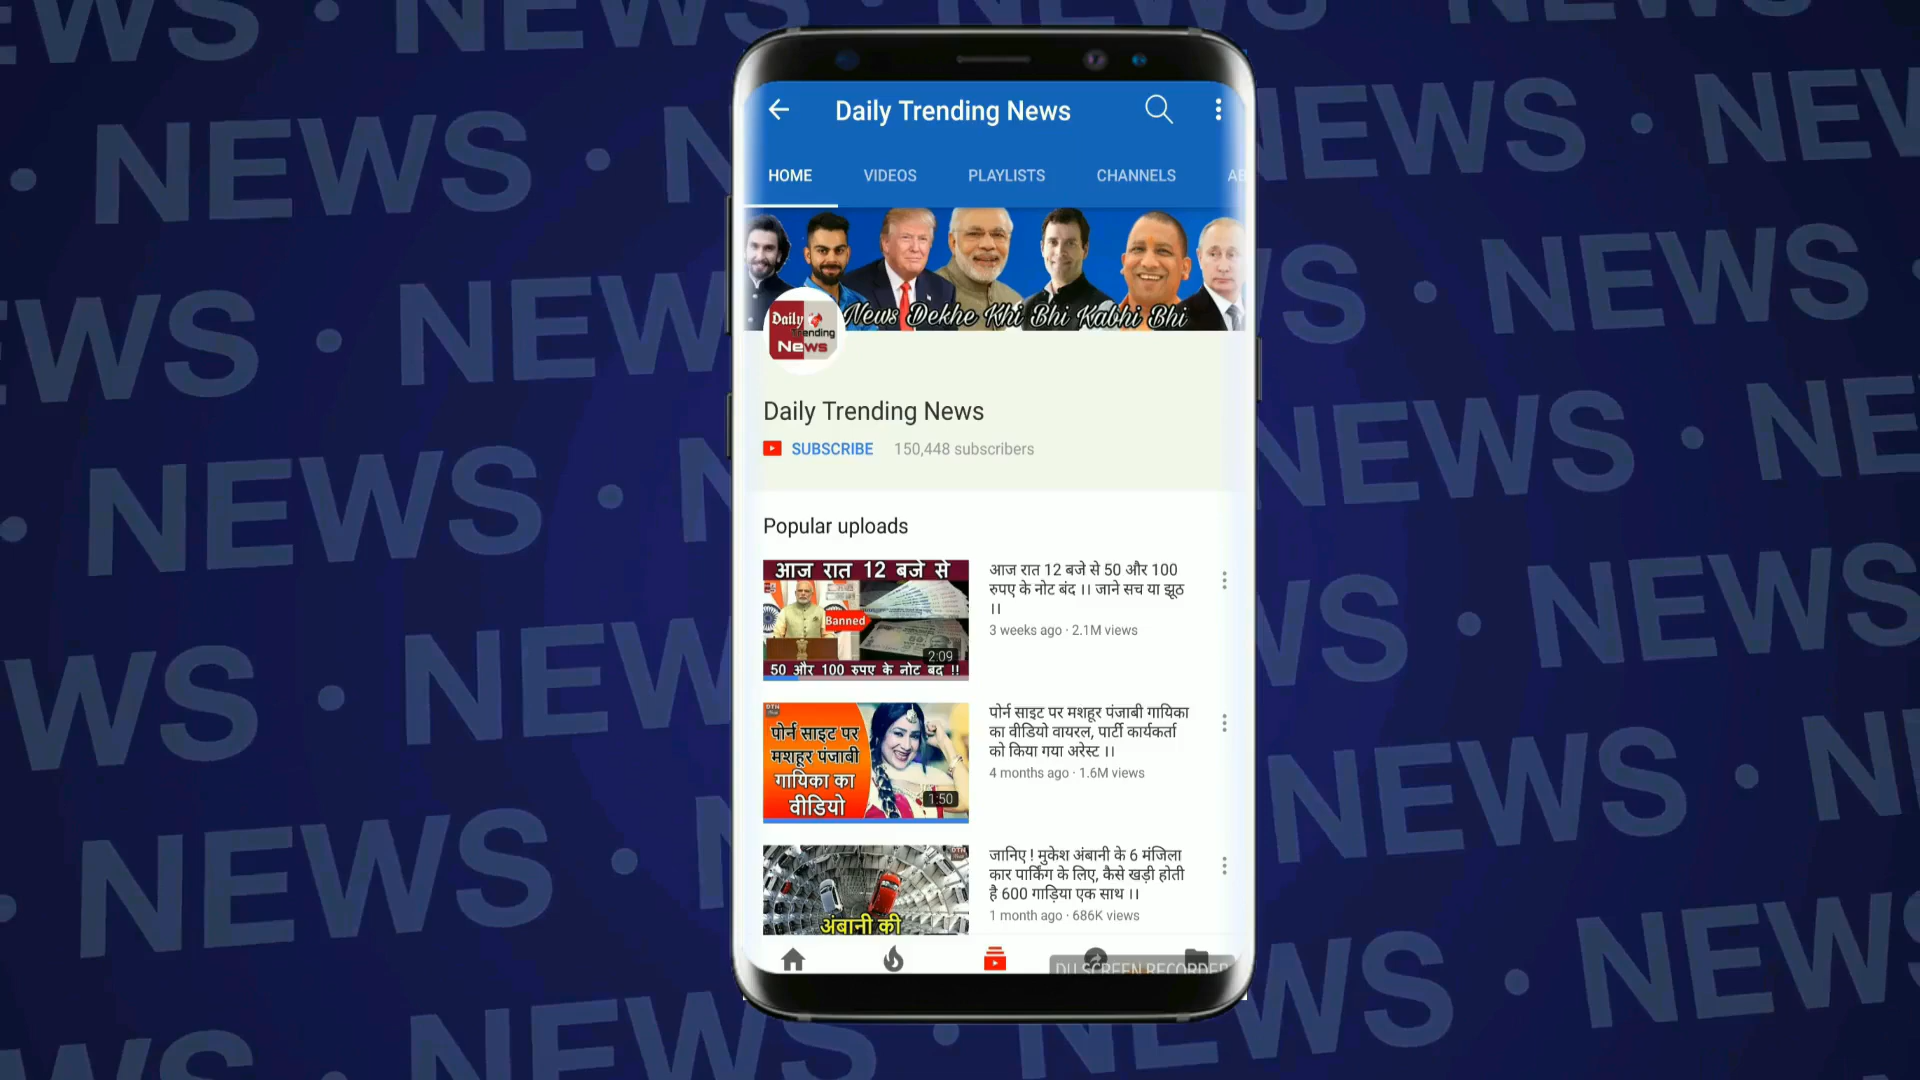 NEWS
Daily Trending News
HOME VIDEOS PLAYLISTS CHANNELS AB
News Dekhe Khi Bhi Kabhi Bhi
Daily
Trending
News
Daily Trending News
SUBSCRIBE 150,448 subscribers
Popular uploads
आज रात 12 बजे से
Banned
2:09
50 और 100 रुपए के नोट बंद !!
आज रात 12 बजे से 50 और 100
रुपए के नोट बंद ।। जाने सच या झूठ
।।
3 weeks ago · 2.1M views
DTN
पोर्न साइट पर
मशहूर पंजाबी
गायिका का
वीडियो
1:50
पोर्न साइट पर मशहूर पंजाबी गायिका
का वीडियो वायरल, पार्टी कार्यकर्ता
को किया गया अरेस्ट ।।
4 months ago · 1.6M views
DTN
अंबानी की
जानिए ! मुकेश अंबानी के 6 मंजिला
कार पार्किंग के लिए, कैसे खड़ी होती
है 600 गाड़िया एक साथ ।।
1 month ago · 686K views
DU SCREEN RECORDER